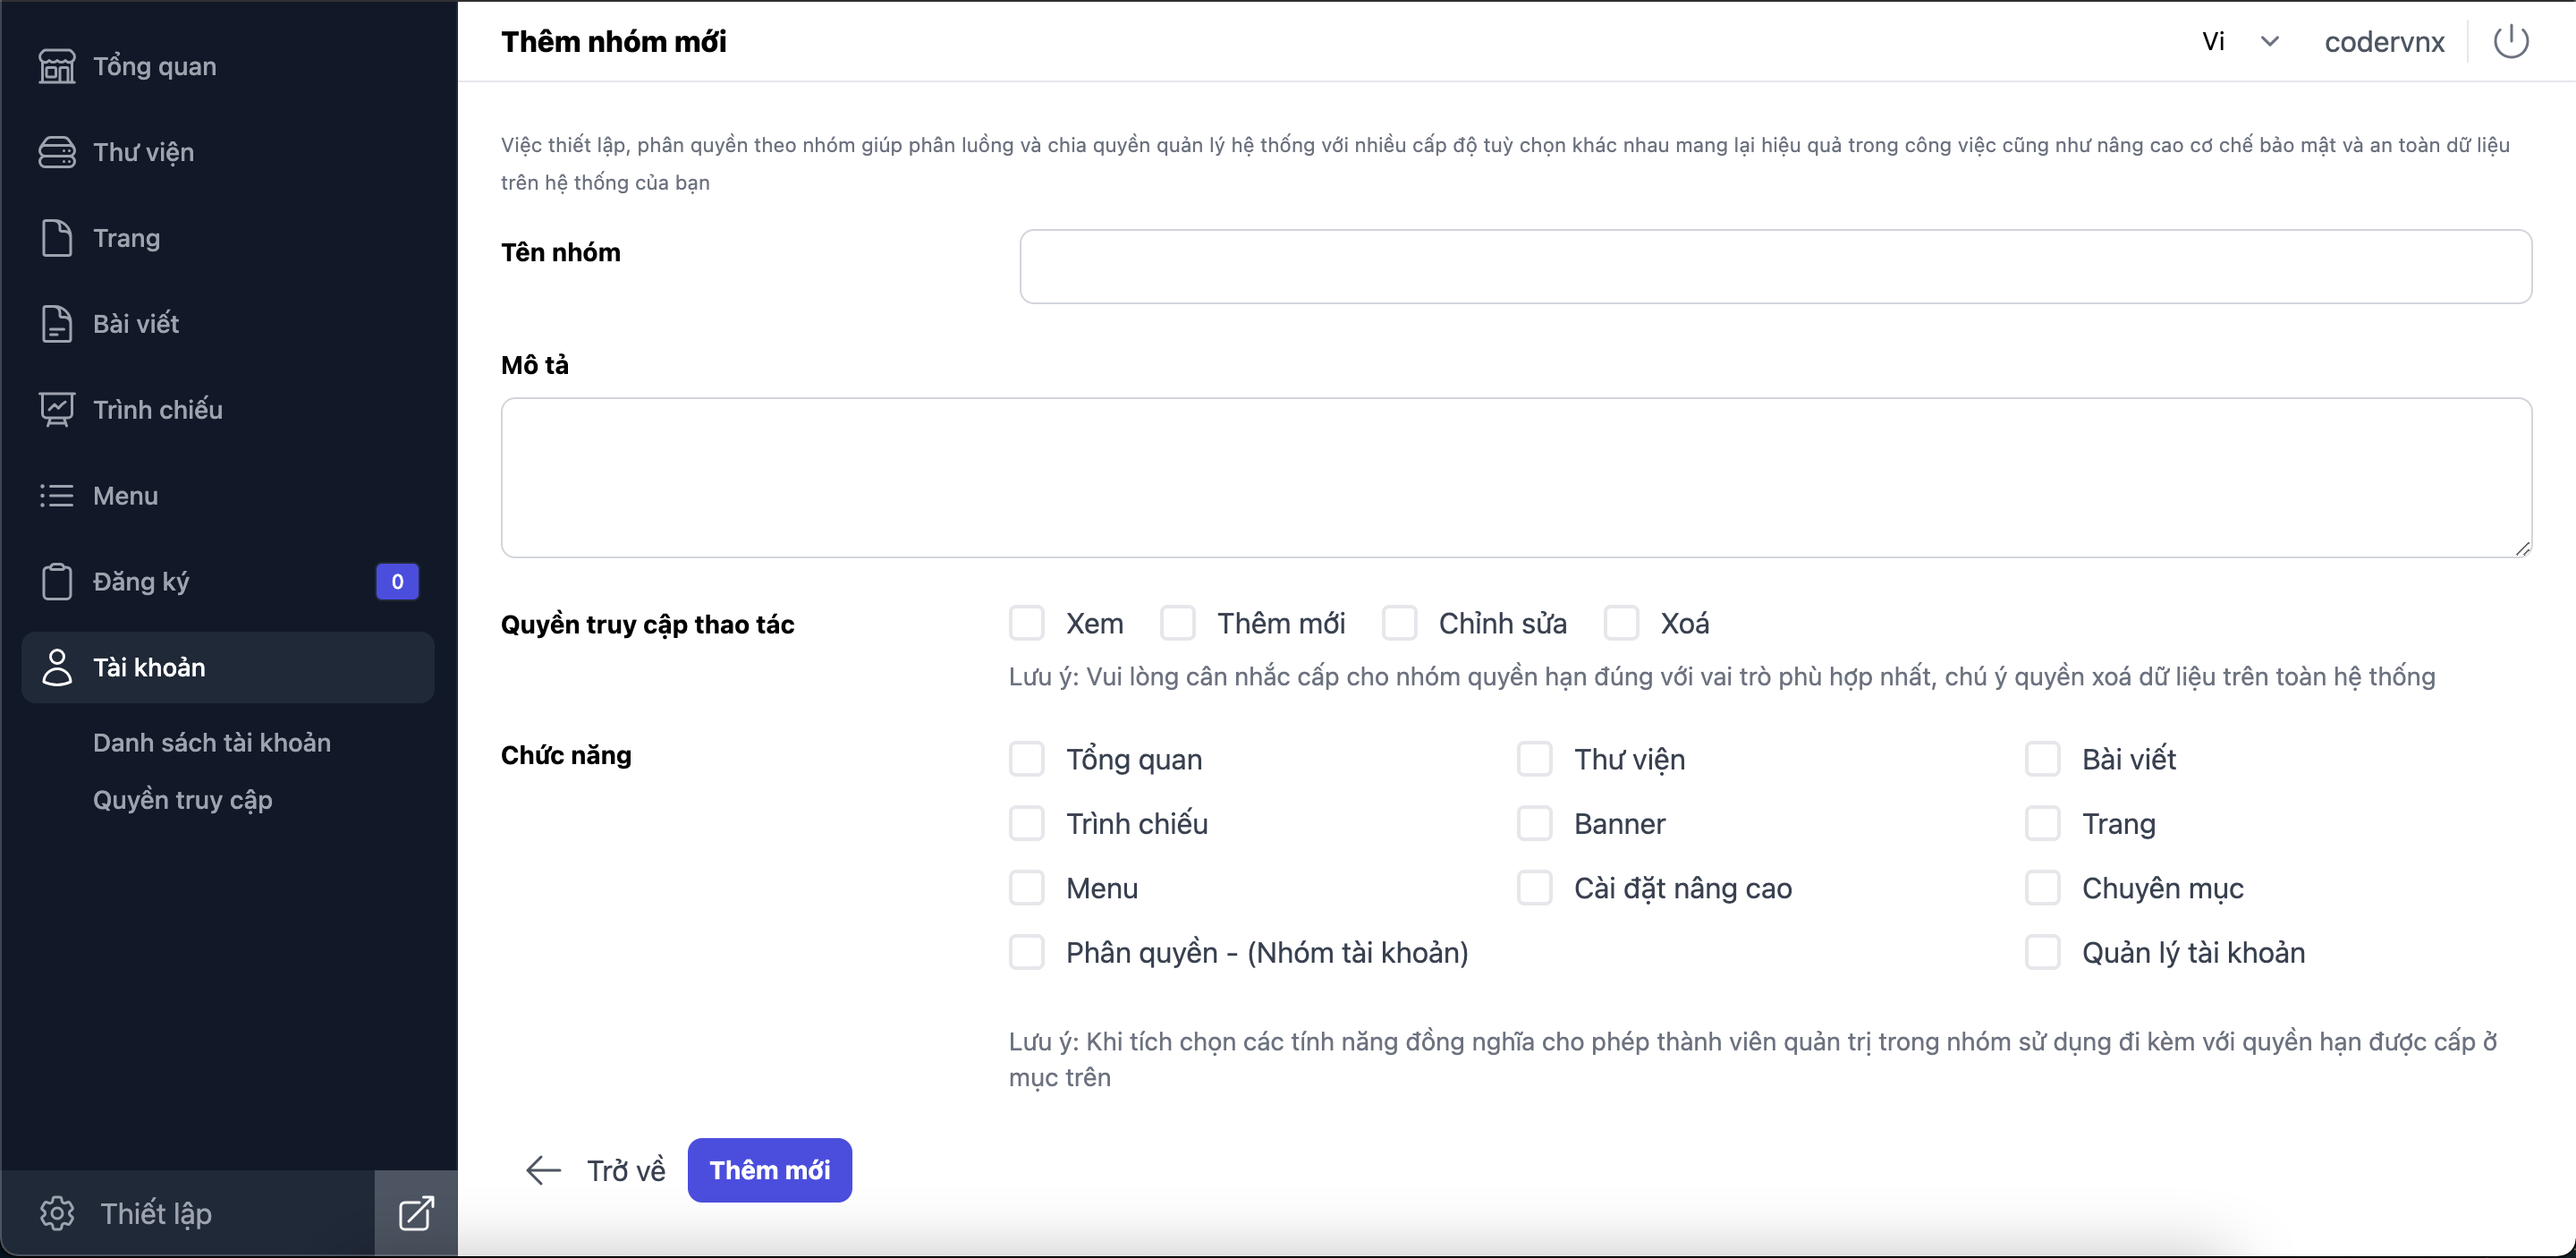 Tổng quan
Thư viện
Trang
Bài viết
Trình chiếu
Menu
Đăng ký
0
Tài khoản
Danh sách tài khoản
Quyền truy cập
Thiết lập
Thêm nhóm mới
Vi
codervnx
Việc thiết lập, phân quyền theo nhóm giúp phân luồng và chia quyền quản lý hệ thống với nhiều cấp độ tuỳ chọn khác nhau mang lại hiệu quả trong công việc cũng như nâng cao cơ chế bảo mật và an toàn dữ liệu
trên hệ thống của bạn
Tên nhóm
Mô tả
Quyền truy cập thao tác
Xem Thêm mới Chỉnh sửa Xoá
Lưu ý: Vui lòng cân nhắc cấp cho nhóm quyền hạn đúng với vai trò phù hợp nhất, chú ý quyền xoá dữ liệu trên toàn hệ thống
Chức năng
Tổng quan Thư viện Bài viết
Trình chiếu Banner Trang
Menu Cài đặt nâng cao Chuyên mục
Phân quyền - (Nhóm tài khoản) Quản lý tài khoản
Lưu ý: Khi tích chọn các tính năng đồng nghĩa cho phép thành viên quản trị trong nhóm sử dụng đi kèm với quyền hạn được cấp ở
mục trên
Trở về
Thêm mới